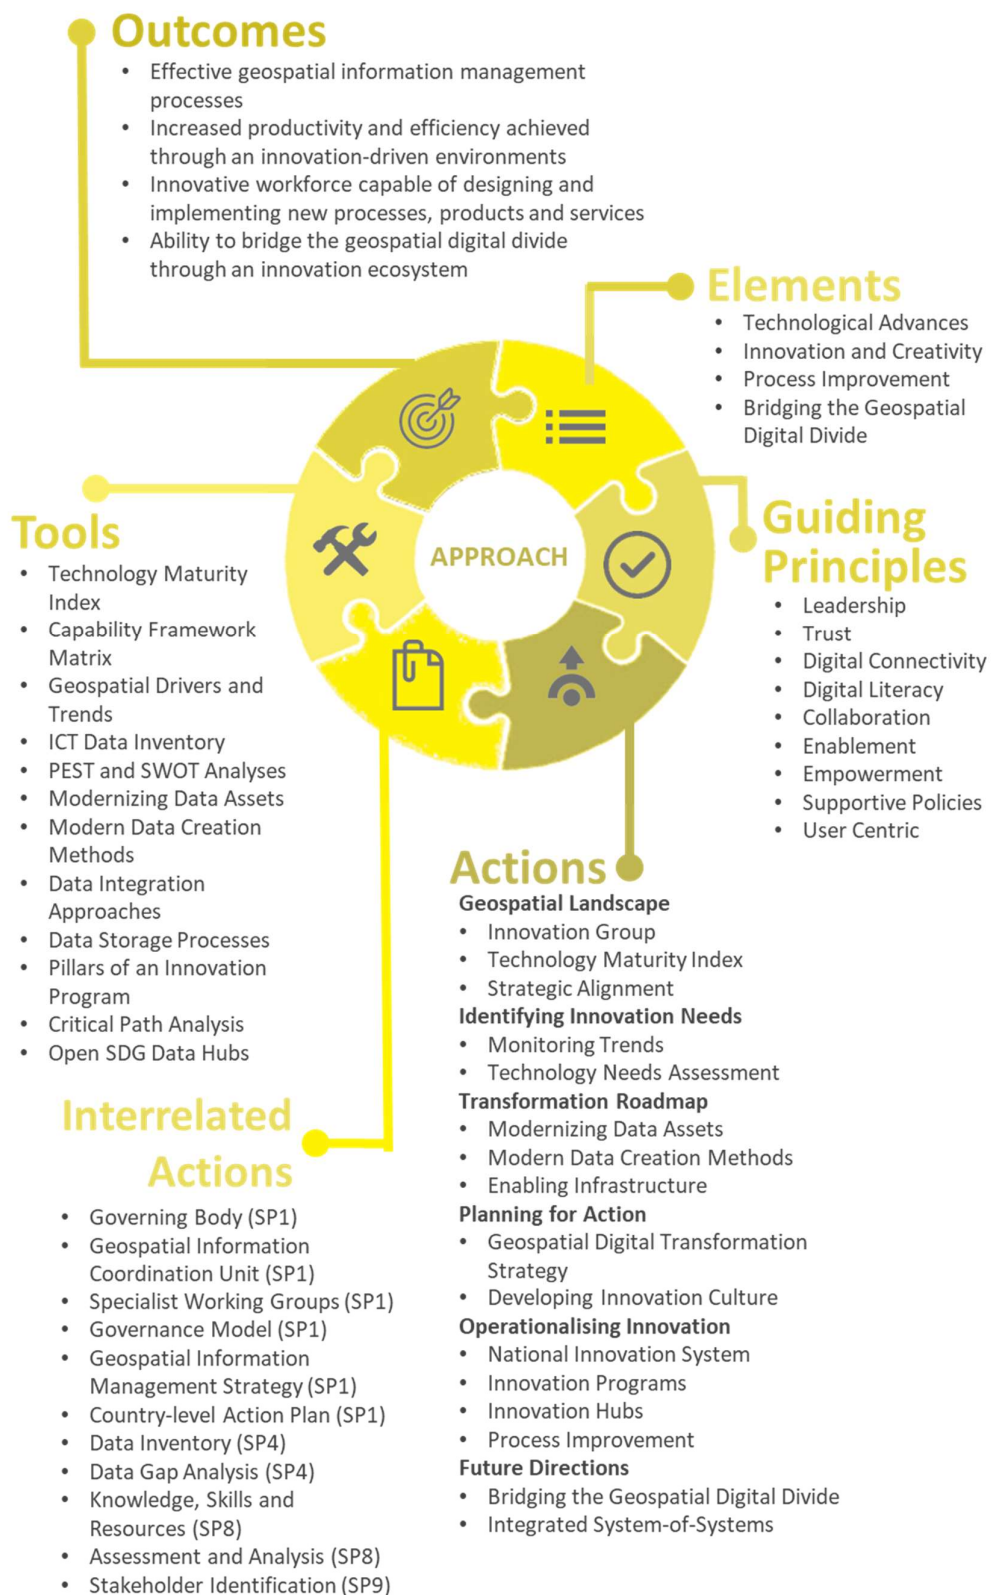 Outcomes
• Effective geospatial information management
processes
• Increased productivity and efficiency achieved
through an innovation-driven environments
• Innovative workforce capable of designing and
implementing new processes, products and services
• Ability to bridge the geospatial digital divide
through an innovation ecosystem
Elements
• Technological Advances
• Innovation and Creativity
• Process Improvement
• Bridging the Geospatial
Digital Divide
APPROACH
Guiding
Principles
• Leadership
• Trust
• Digital Connectivity
• Digital Literacy
• Collaboration
• Enablement
• Empowerment
• Supportive Policies
• User Centric
Tools
• Technology Maturity
Index
• Capability Framework
Matrix
• Geospatial Drivers and
Trends
• ICT Data Inventory
• PEST and SWOT Analyses
• Modernizing Data Assets
• Modern Data Creation
Methods
• Data Integration
Approaches
• Data Storage Processes
• Pillars of an Innovation
Program
• Critical Path Analysis
• Open SDG Data Hubs
Actions
Geospatial Landscape
• Innovation Group
• Technology Maturity Index
• Strategic Alignment
Identifying Innovation Needs
• Monitoring Trends
• Technology Needs Assessment
Transformation Roadmap
• Modernizing Data Assets
• Modern Data Creation Methods
• Enabling Infrastructure
Planning for Action
• Geospatial Digital Transformation
Strategy
• Developing Innovation Culture
Operationalising Innovation
• National Innovation System
• Innovation Programs
• Innovation Hubs
• Process Improvement
Future Directions
• Bridging the Geospatial Digital Divide
• Integrated System-of-Systems
Interrelated
Actions
• Governing Body (SP1)
• Geospatial Information
Coordination Unit (SP1)
• Specialist Working Groups (SP1)
• Governance Model (SP1)
• Geospatial Information
Management Strategy (SP1)
• Country-level Action Plan (SP1)
• Data Inventory (SP4)
• Data Gap Analysis (SP4)
• Knowledge, Skills and
Resources (SP8)
• Assessment and Analysis (SP8)
• Stakeholder Identification (SP9)